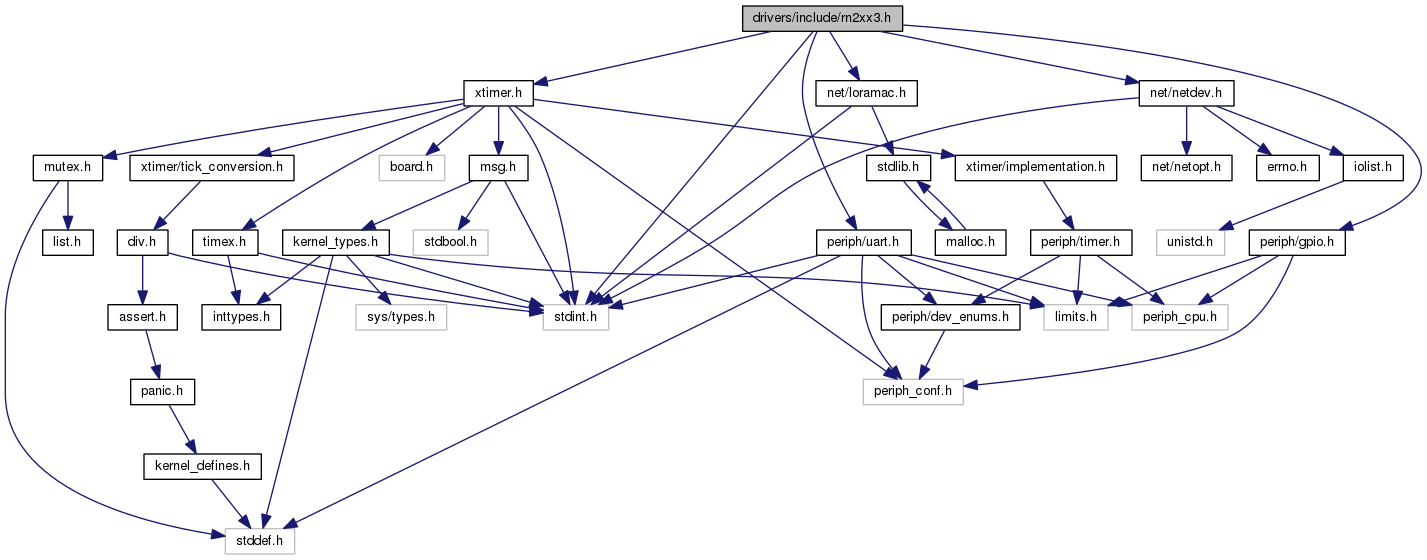 drivers/include/rn2xx3.h
xtimer.h
net/loramac.h
net/netdev.h
mutex.h
xtimer/tick_conversion.h
board.h
msg.h
stdlib.h
xtimer/implementation.h
net/netopt.h
errno.h
iolist.h
list.h
div.h
timex.h
kernel_types.h
stdbool.h
periph/uart.h
malloc.h
periph/timer.h
unistd.h
periph/gpio.h
assert.h
inttypes.h
sys/types.h
stdint.h
periph/dev_enums.h
limits.h
periph_cpu.h
panic.h
periph_conf.h
kernel_defines.h
stddef.h